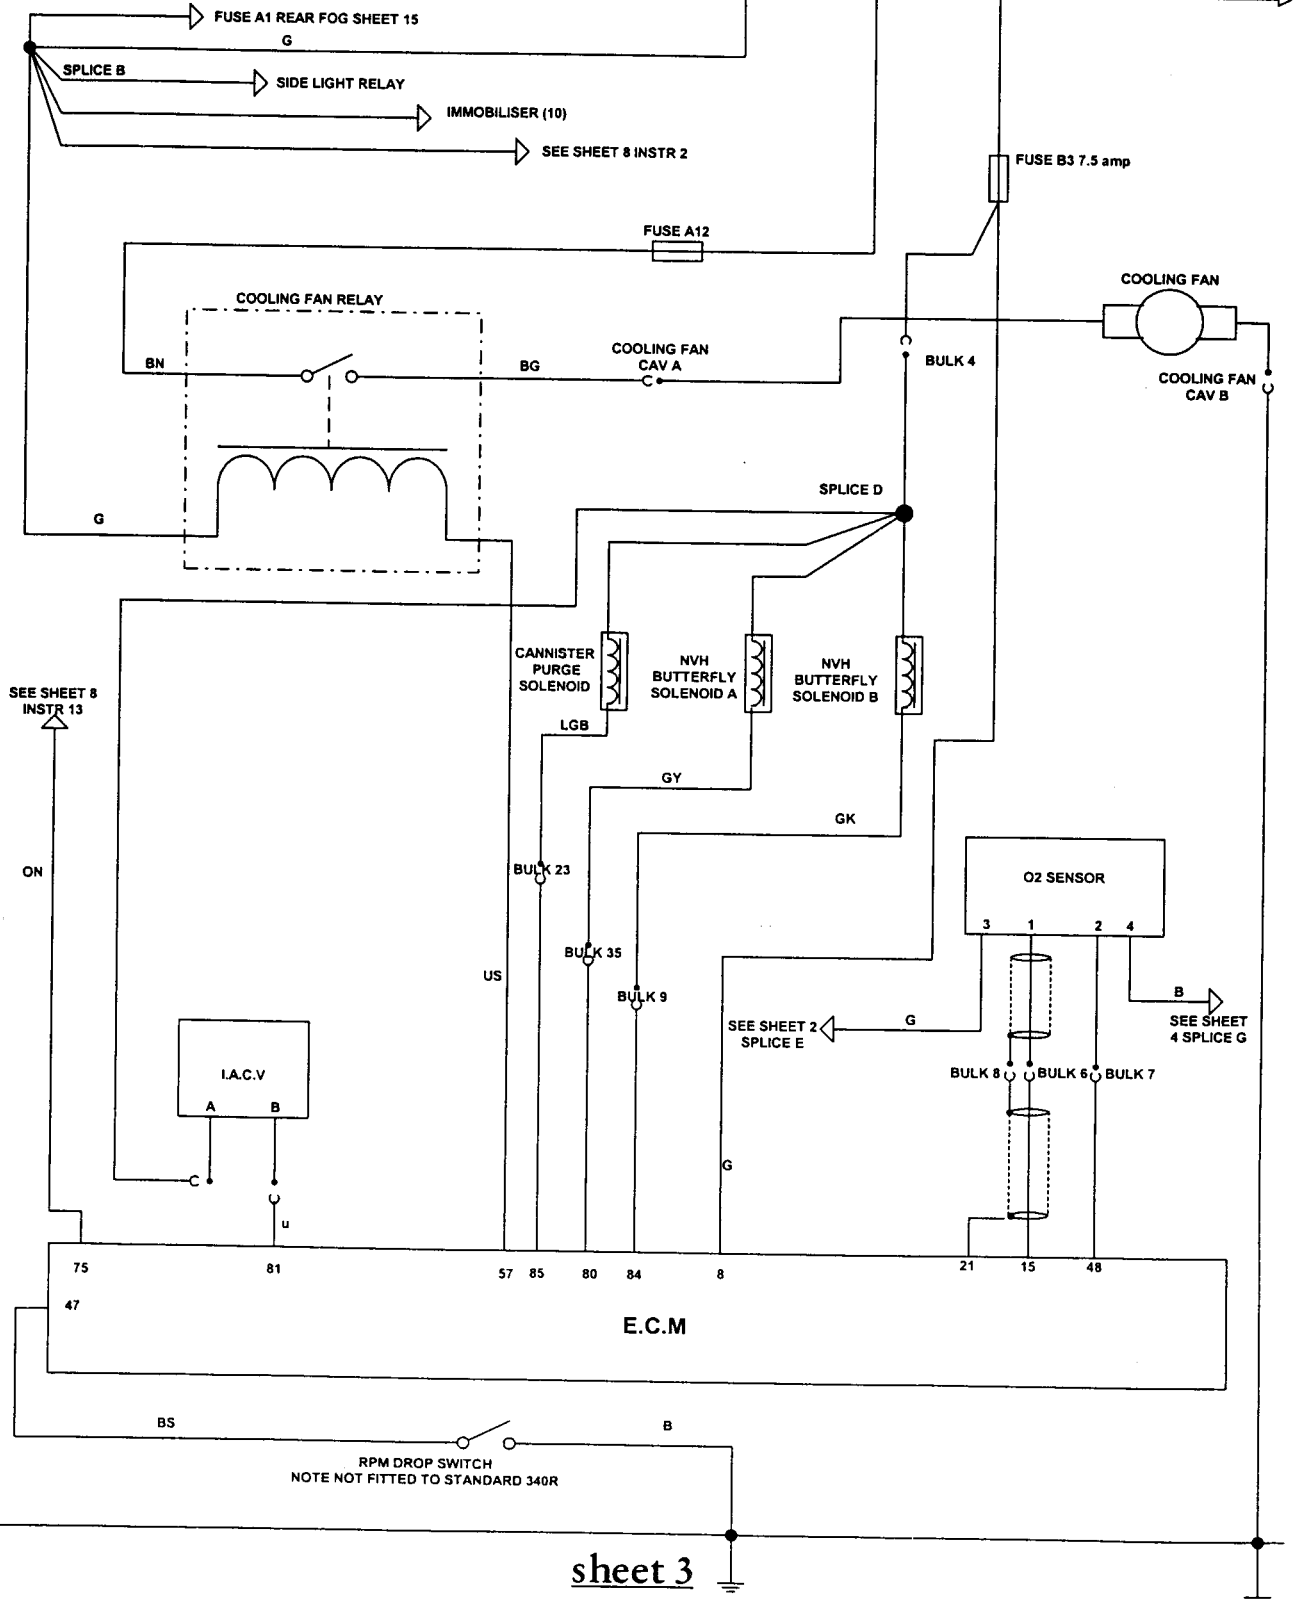 FUSE A1 REAR FOG SHEET 15
G
SPLICE B
SIDE LIGHT RELAY
IMMOBILISER (10)
SEE SHEET 8 INSTR 2
FUSE B3 7.5 amp
FUSE A12
COOLING FAN
COOLING FAN RELAY
BN
BG
COOLING FAN
CAV A
BULK 4
COOLING FAN
CAV B
SPLICE D
G
CANNISTER
PURGE
SOLENOID
NVH
BUTTERFLY
SOLENOID A
NVH
BUTTERFLY
SOLENOID B
SEE SHEET 8
INSTR 13
LGB
GY
GK
ON
BULK 23
O2 SENSOR
3 1 2 4
BULK 35
US
BULK 9
B
SEE SHEET
4 SPLICE G
G
SEE SHEET 2
SPLICE E
I.A.C.V
A B
BULK 8
BULK 6
BULK 7
G
u
75 81 57 85 80 84 8 21 15 48
47
E.C.M
BS
B
RPM DROP SWITCH
NOTE NOT FITTED TO STANDARD 340R
sheet 3